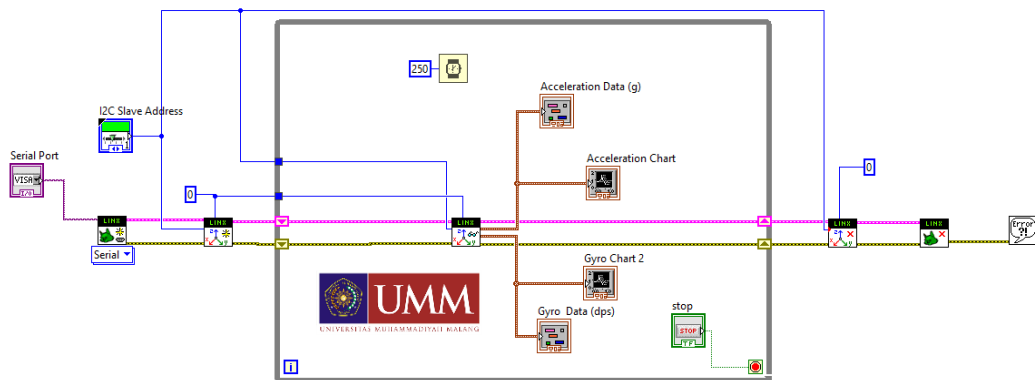 250
Acceleration Data (g)
I2C Slave Address
Serial Port
VISA
I/O
Acceleration Chart
0
0
LINX
LINX
LINX
LINX
LINX
Serial
Error
?!
Gyro Chart 2
UMM
UNIVERSITAS MUHAMMADIYAH MALANG
Gyro Data (dps)
stop
STOP
TF
i